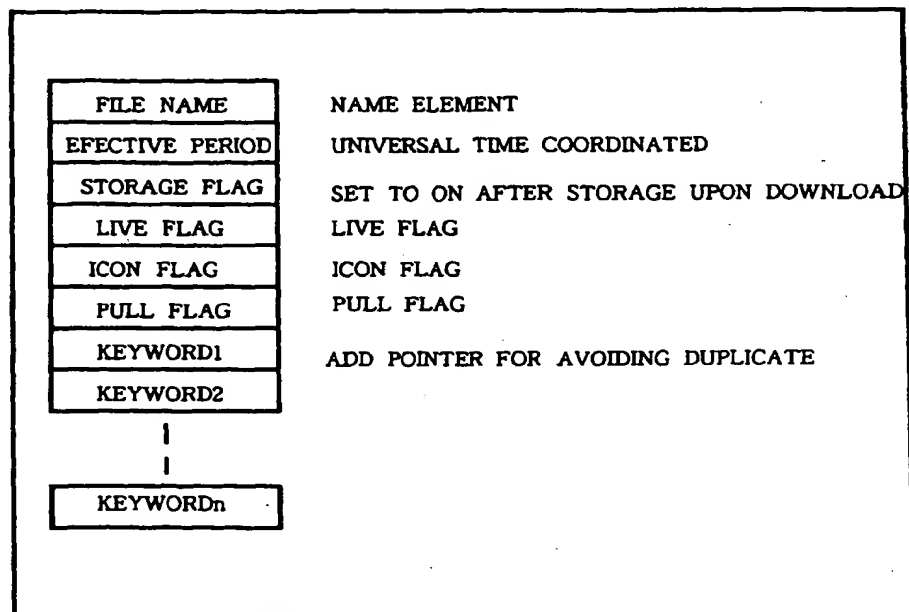 FILE NAME NAME ELEMENT
EFECTIVE PERIOD UNIVERSAL TIME COORDINATED
STORAGE FLAG SET TO ON AFTER STORAGE UPON DOWNLOAD
LIVE FLAG LIVE FLAG
ICON FLAG ICON FLAG
PULL FLAG PULL FLAG
KEYWORD1 ADD POINTER FOR AVOIDING DUPLICATE
KEYWORD2
KEYWORDn